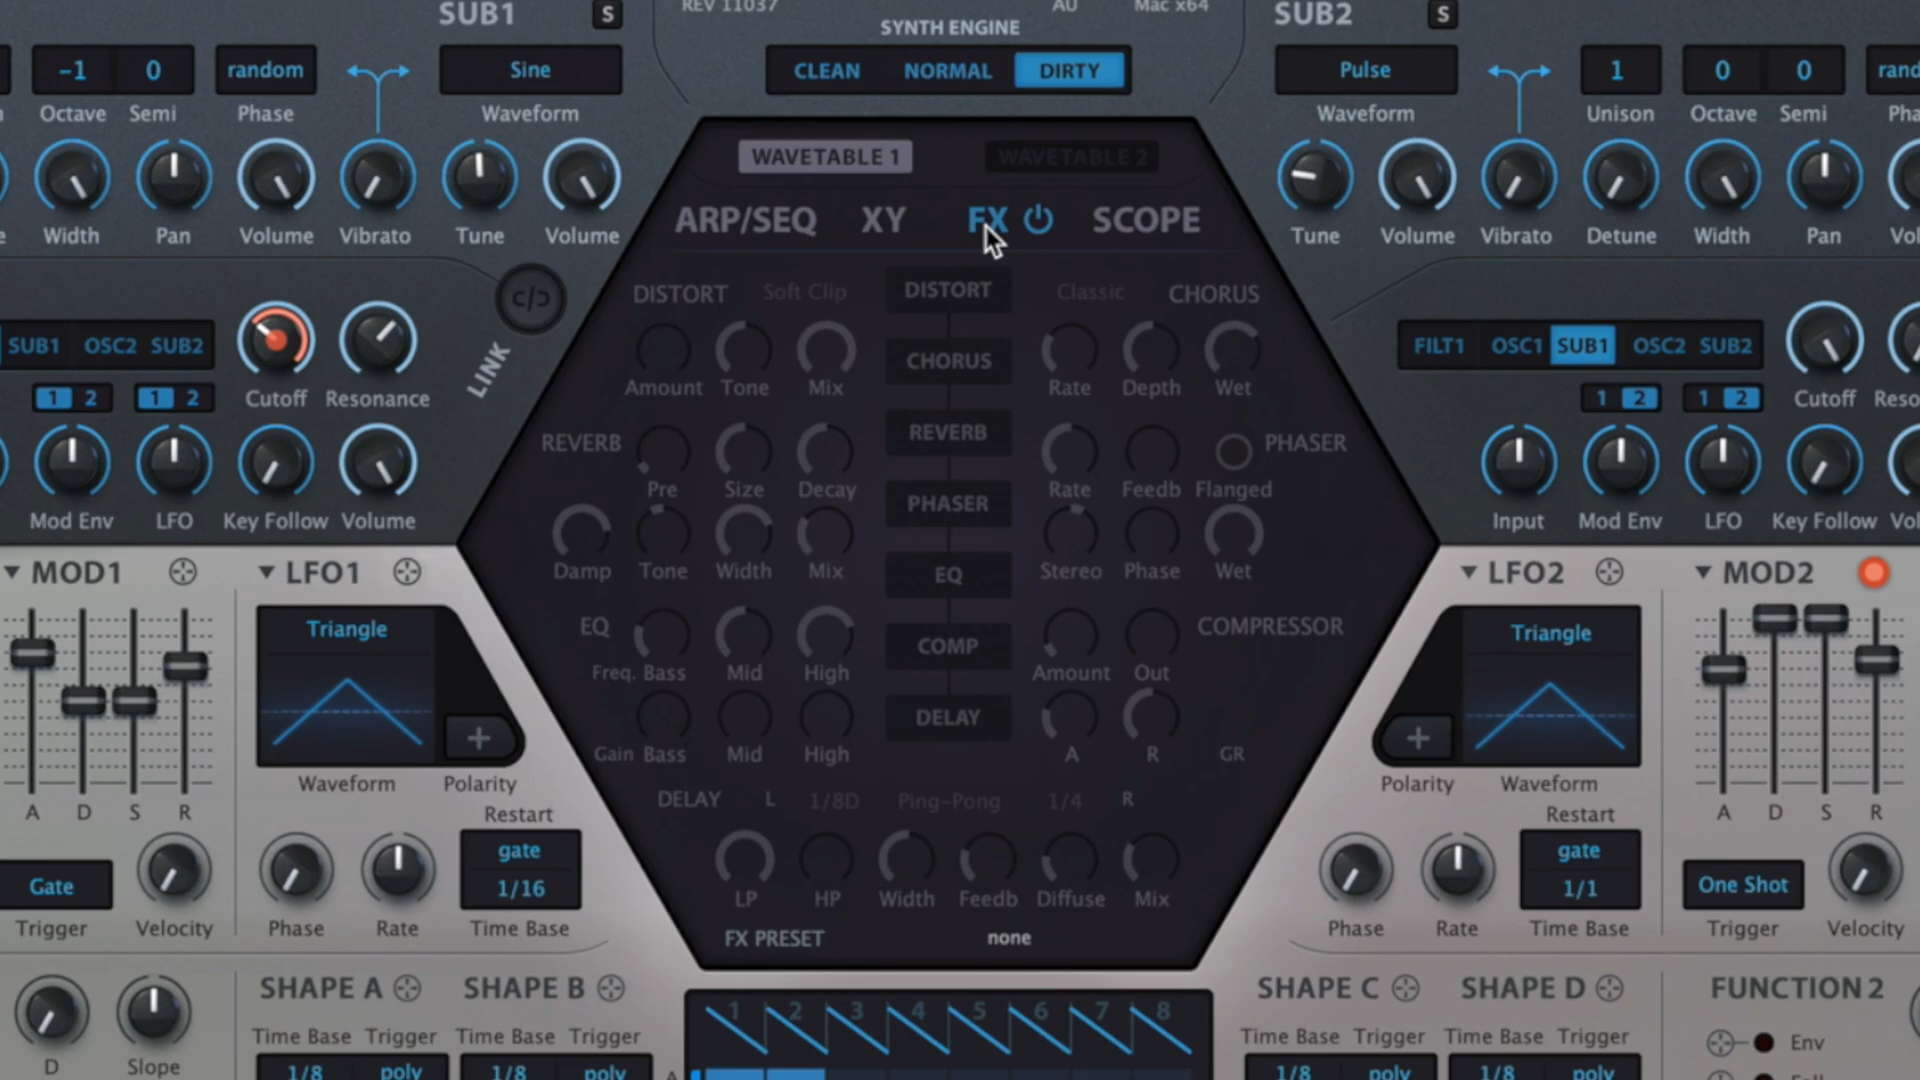 SUB1 S REV 11037 AU Mac x64 SUB2 S
SYNTH ENGINE
-1 0 random Sine CLEAN NORMAL DIRTY Pulse 1 0 0
Octave Semi Phase Waveform Waveform Unison Octave Semi
WAVETABLE 1 WAVETABLE 2
ARP/SEQ XY FX SCOPE
Width Pan Volume Vibrato Tune Volume Tune Volume Vibrato Detune Width Pan
DISTORT Soft Clip DISTORT Classic CHORUS
SUB1 OSC2 SUB2 LINK CHORUS FILT1 OSC1 SUB1 OSC2 SUB2
Amount Tone Mix Rate Depth Wet
1 2 1 2 Cutoff Resonance 1 2 1 2 Cutoff
REVERB REVERB PHASER
Pre Size Decay PHASER Rate Feedb Flanged
Mod Env LFO Key Follow Volume Input Mod Env LFO Key Follow
Damp Tone Width Mix EQ Stereo Phase Wet
MOD1 LFO1 LFO2 MOD2
Triangle EQ COMPRESSOR Triangle
Freq. Bass Mid High COMP Amount Out
DELAY
Gain Bass Mid High A R GR
Waveform Polarity Polarity Waveform
A D S R Restart DELAY L 1/8D Ping-Pong 1/4 R Restart A D S R
gate gate
Gate 1/16 1/1 One Shot
LP HP Width Feedb Diffuse Mix
Trigger Velocity Phase Rate Time Base Phase Rate Time Base Trigger Velocity
FX PRESET none
SHAPE A SHAPE B SHAPE C SHAPE D FUNCTION 2
1 2 3 4 5 6 7 8
Time Base Trigger Time Base Trigger Time Base Trigger Time Base Trigger Env
D Slope
1/8 poly 1/8 poly A 1/8 poly 1/8 poly